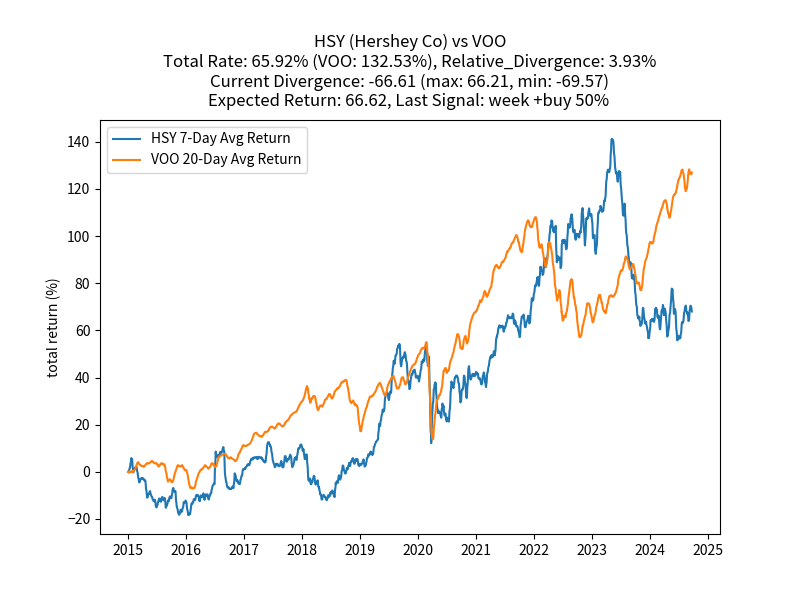 HSY (Hershey Co) vs VOO
Total Rate: 65.92% (VOO: 132.53%), Relative_Divergence: 3.93%
Current Divergence: -66.61 (max: 66.21, min: -69.57)
Expected Return: 66.62, Last Signal: week +buy 50%
HSY 7-Day Avg Return
VOO 20-Day Avg Return
total return (%)
140
120
100
80
60
40
20
0
−20
2015 2016 2017 2018 2019 2020 2021 2022 2023 2024 2025